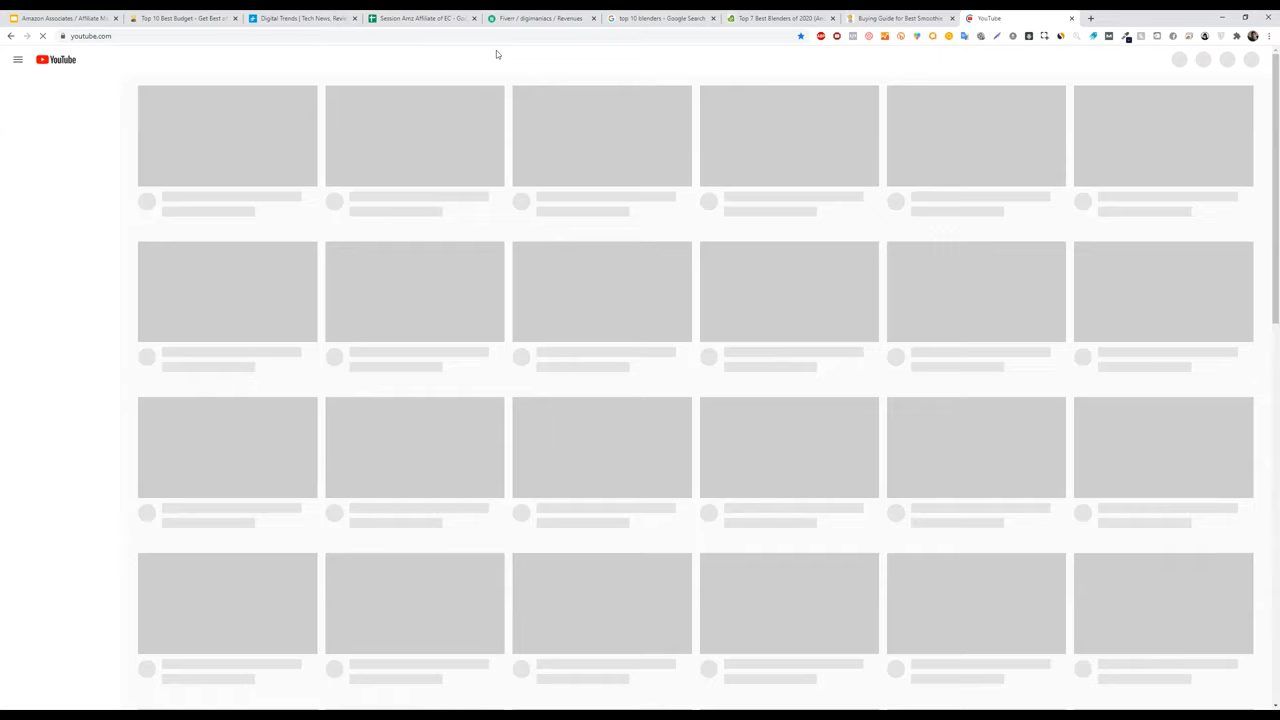 Amazon Associates / Affiliate M
Top 10 Best Budget - Get Best of
Digital Trends | Tech News, Revie
Session Amz Affiliate of EC - Goo
Fiverr / digimaniacs / Revenues
top 10 blenders - Google Search
Top 7 Best Blenders of 2020 (An
Buying Guide for Best Smoothi
YouTube
youtube.com
YouTube